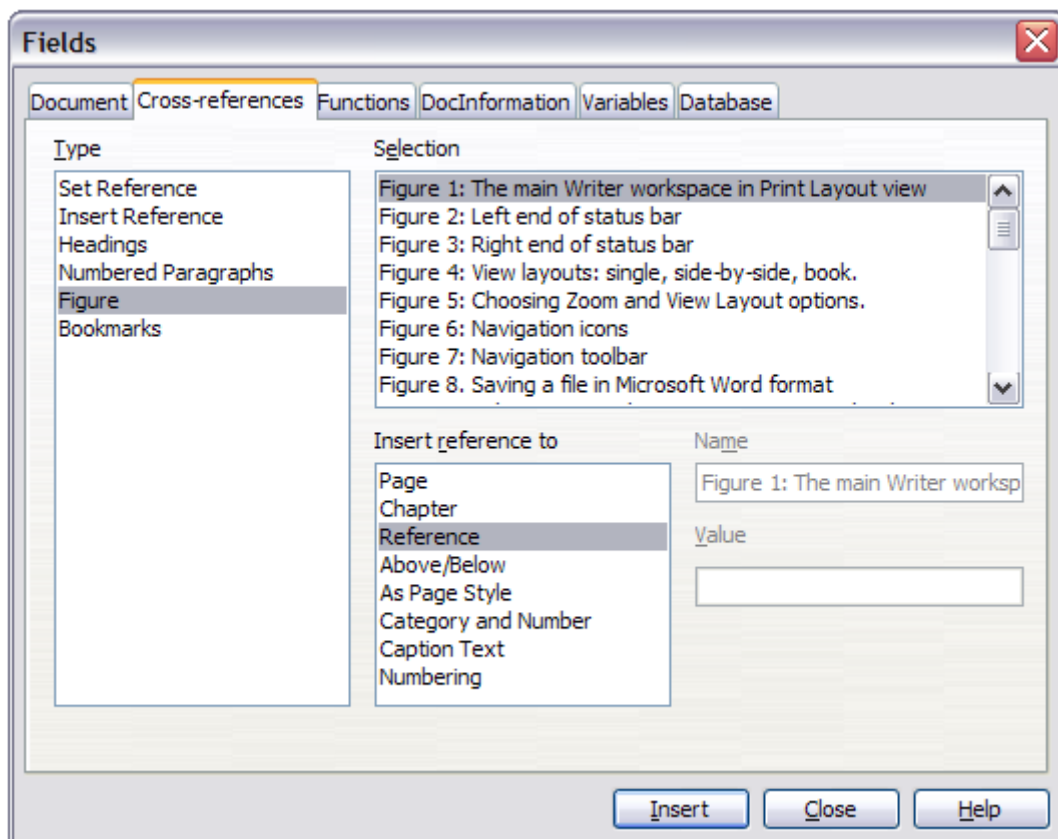 Fields
Document Cross-references Functions DocInformation Variables Database
Type
Set Reference
Insert Reference
Headings
Numbered Paragraphs
Figure
Bookmarks
Selection
Figure 1: The main Writer workspace in Print Layout view
Figure 2: Left end of status bar
Figure 3: Right end of status bar
Figure 4: View layouts: single, side-by-side, book.
Figure 5: Choosing Zoom and View Layout options.
Figure 6: Navigation icons
Figure 7: Navigation toolbar
Figure 8. Saving a file in Microsoft Word format
Insert reference to
Page
Chapter
Reference
Above/Below
As Page Style
Category and Number
Caption Text
Numbering
Name
Figure 1: The main Writer worksp
Value
Insert Close Help